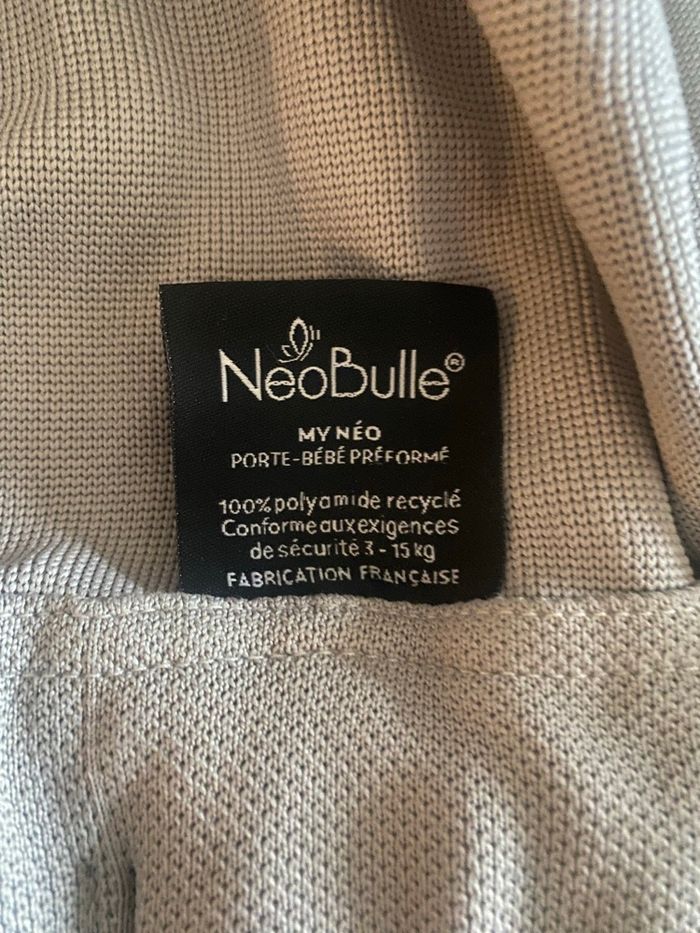 NéoBulle®
MY NÉO
PORTE-BÉBÉ PRÉFORMÉ
100% polyamide recyclé
Conforme aux exigences
de sécurité 3 - 15 kg
FABRICATION FRANÇAISE